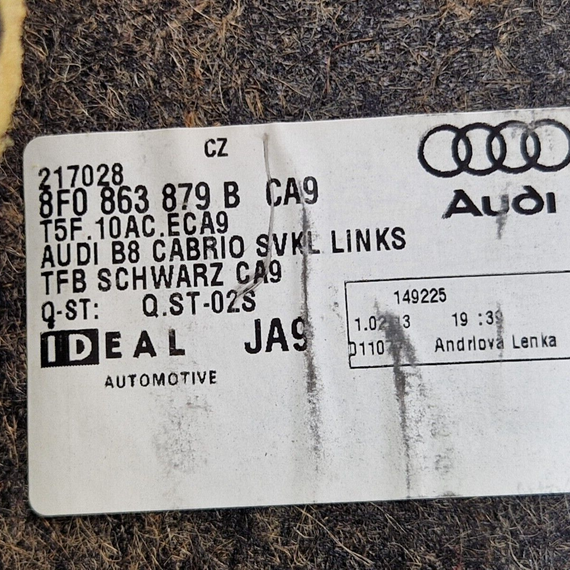 CZ
217028
8F0 863 879 B CA9
T5F.10AC.ECA9
AUDI B8 CABRIO SVKL LINKS
TFB SCHWARZ CA9
Q-ST: Q.ST-02S
IDEAL JA9
AUTOMOTIVE
Audi
149225
19:39
Andrlova Lenka